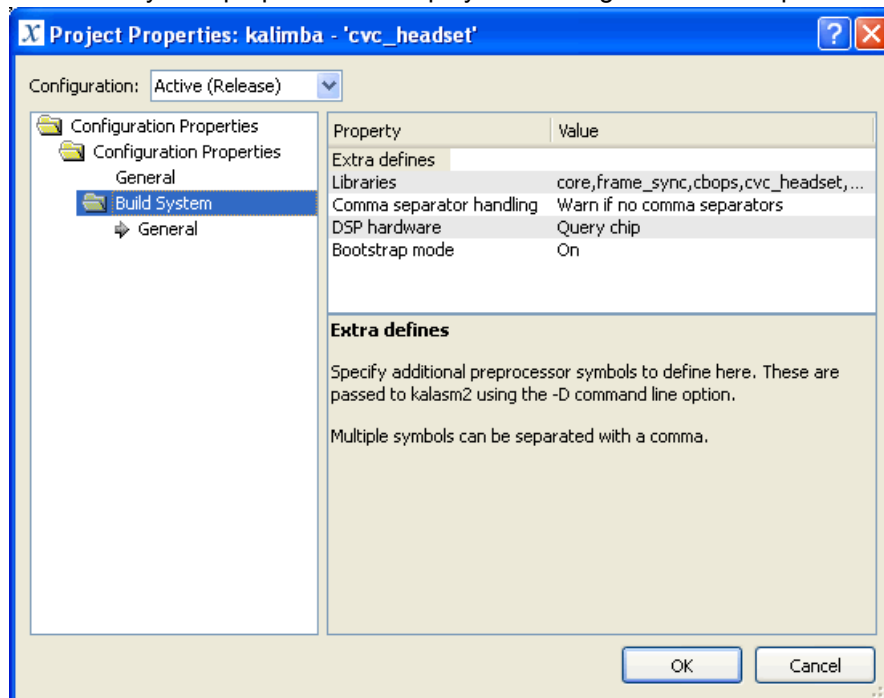 Project Properties: kalimba - 'cvc_headset'
Configuration: Active (Release)
Configuration Properties
Configuration Properties
General
Build System
General
Property Value
Extra defines
Libraries core,frame_sync,cbops,cvc_headset,...
Comma separator handling Warn if no comma separators
DSP hardware Query chip
Bootstrap mode On
Extra defines
Specify additional preprocessor symbols to define here. These are
passed to kalasm2 using the -D command line option.
Multiple symbols can be separated with a comma.
OK Cancel